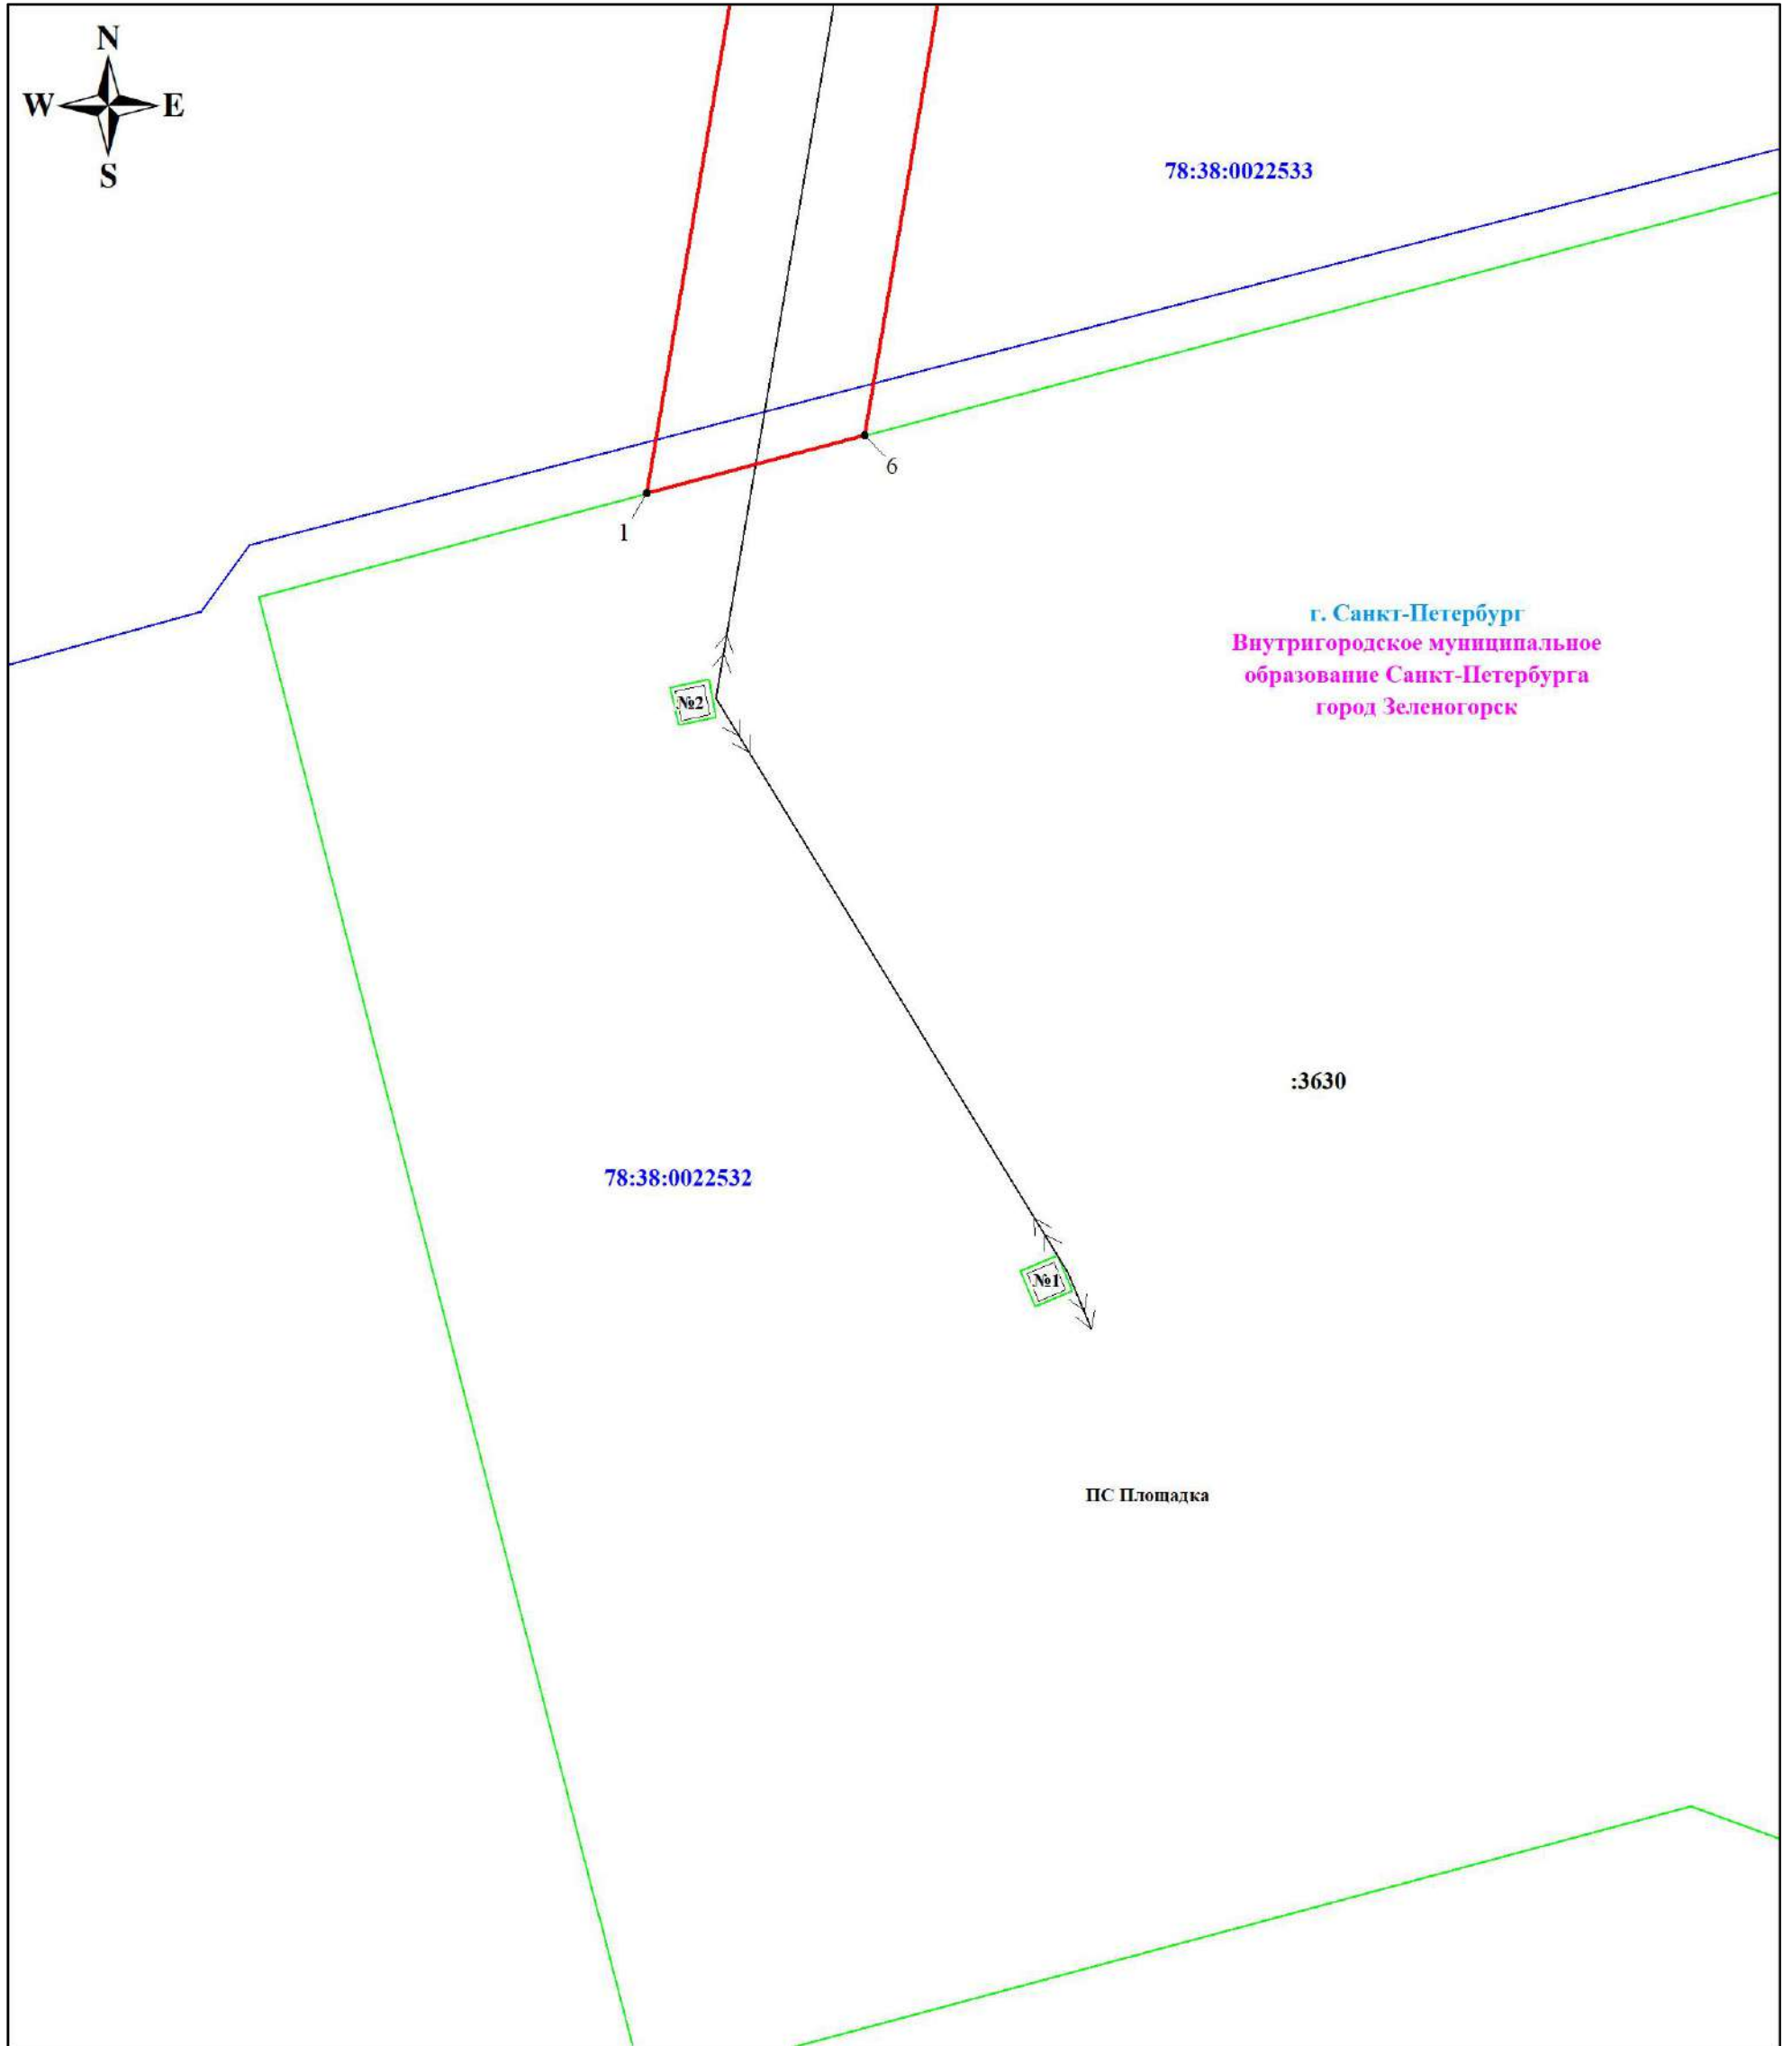 N
W E
S
78:38:0022533
6
1
г. Санкт-Петербург
Внутригородское муниципальное
образование Санкт-Петербурга
город Зеленогорск
№2
:3630
78:38:0022532
№1
ПС Площадка